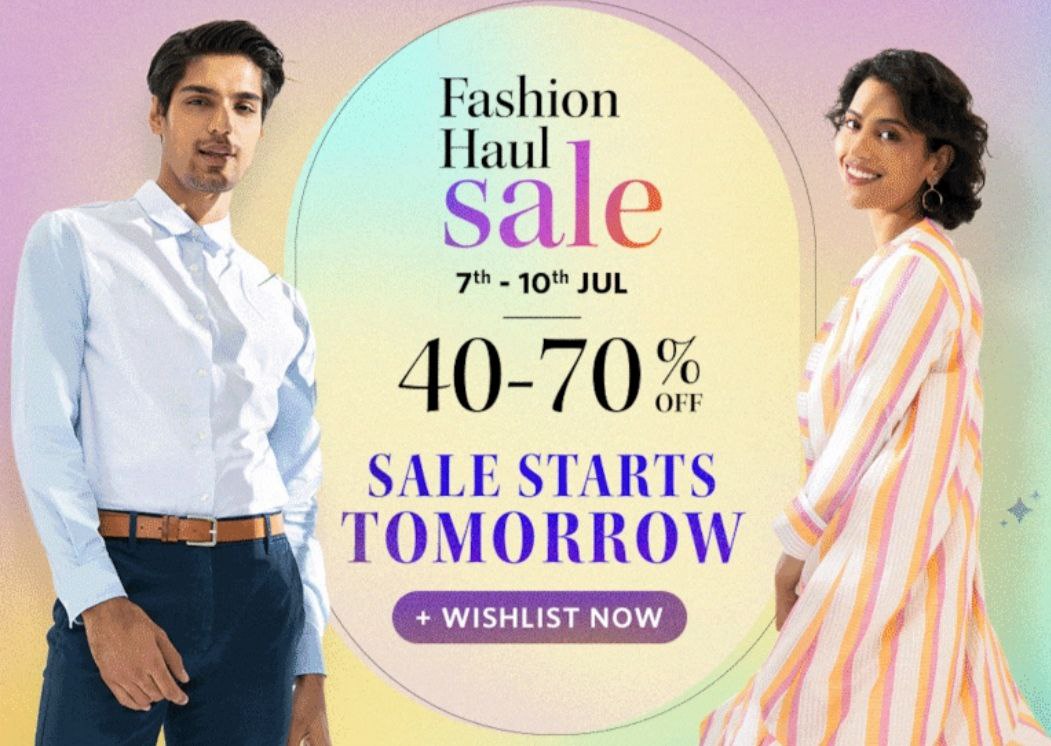 Fashion
Haul
sale
7th - 10th JUL
40-70%
OFF
SALE STARTS
TOMORROW
+ WISHLIST NOW